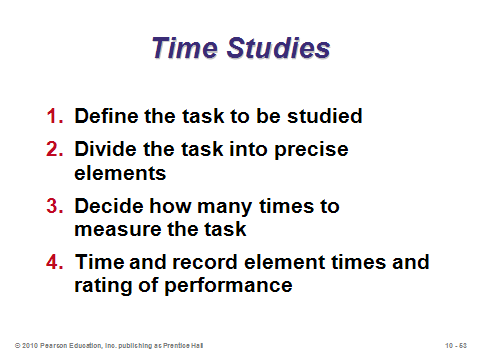 Time Studies
1. Define the task to be studied
2. Divide the task into precise
elements
3. Decide how many times to
measure the task
4. Time and record element times and
rating of performance
© 2010 Pearson Education, Inc. publishing as Prentice Hall
10 - 53